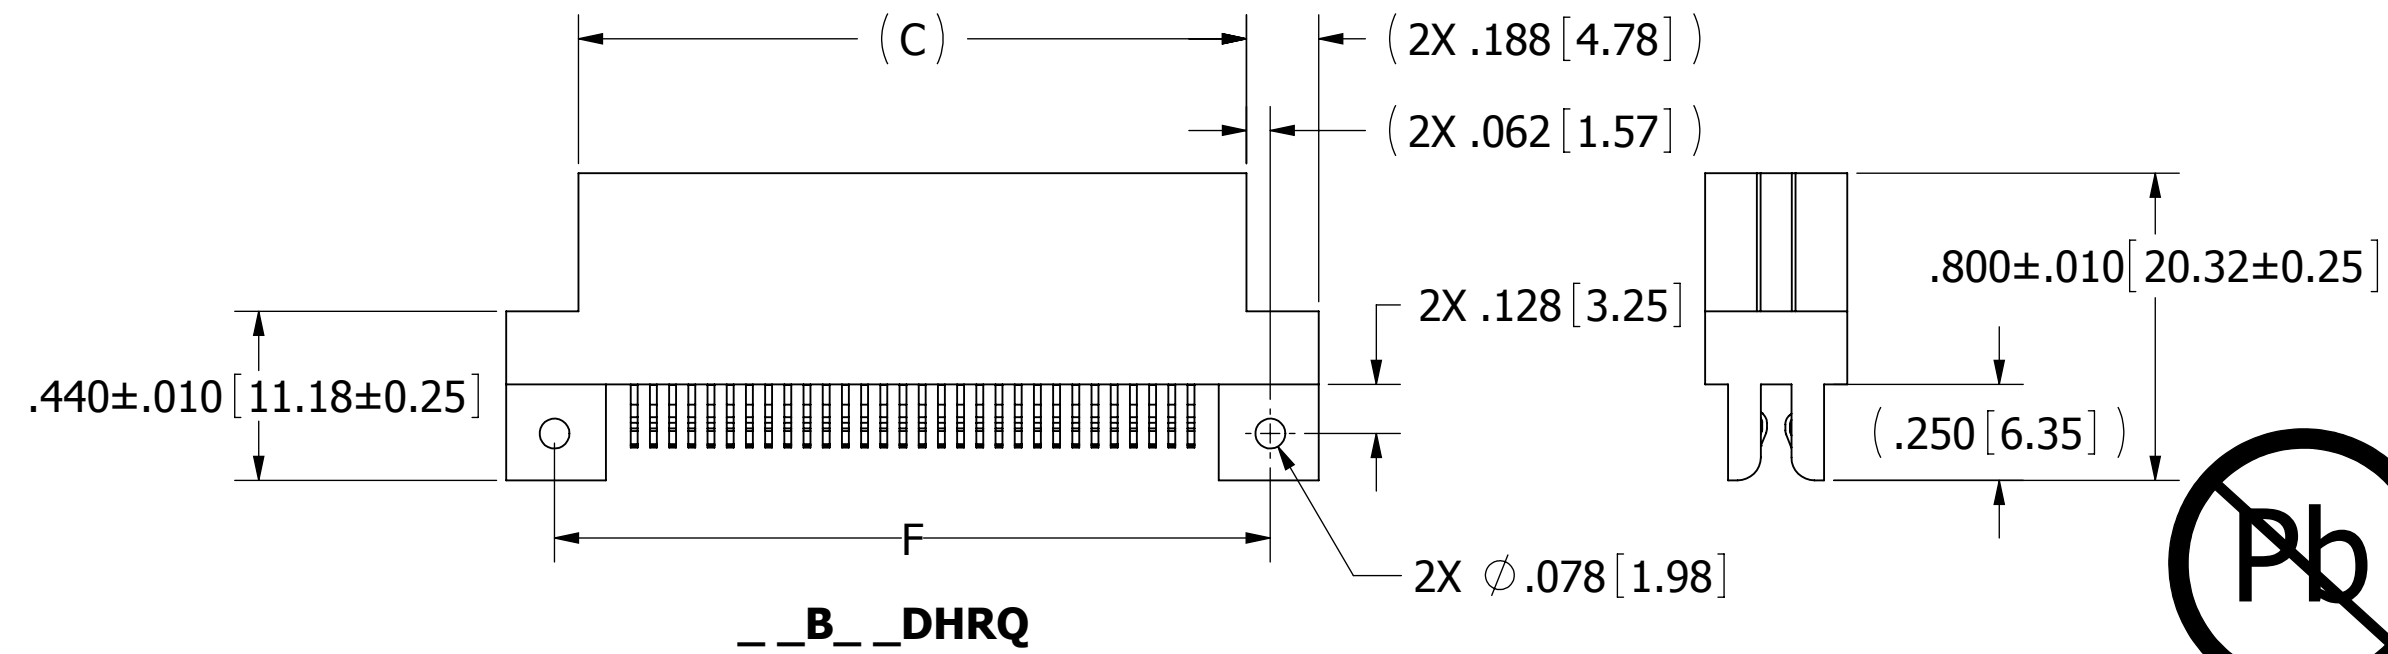 (C)
(2X .188[4.78])
(2X .062[1.57])
.800±.010[20.32±0.25]
2X .128[3.25]
.440±.010[11.18±0.25]
(.250[6.35])
F
2X ∅.078[1.98]
_ _B_ _DHRQ
Pb